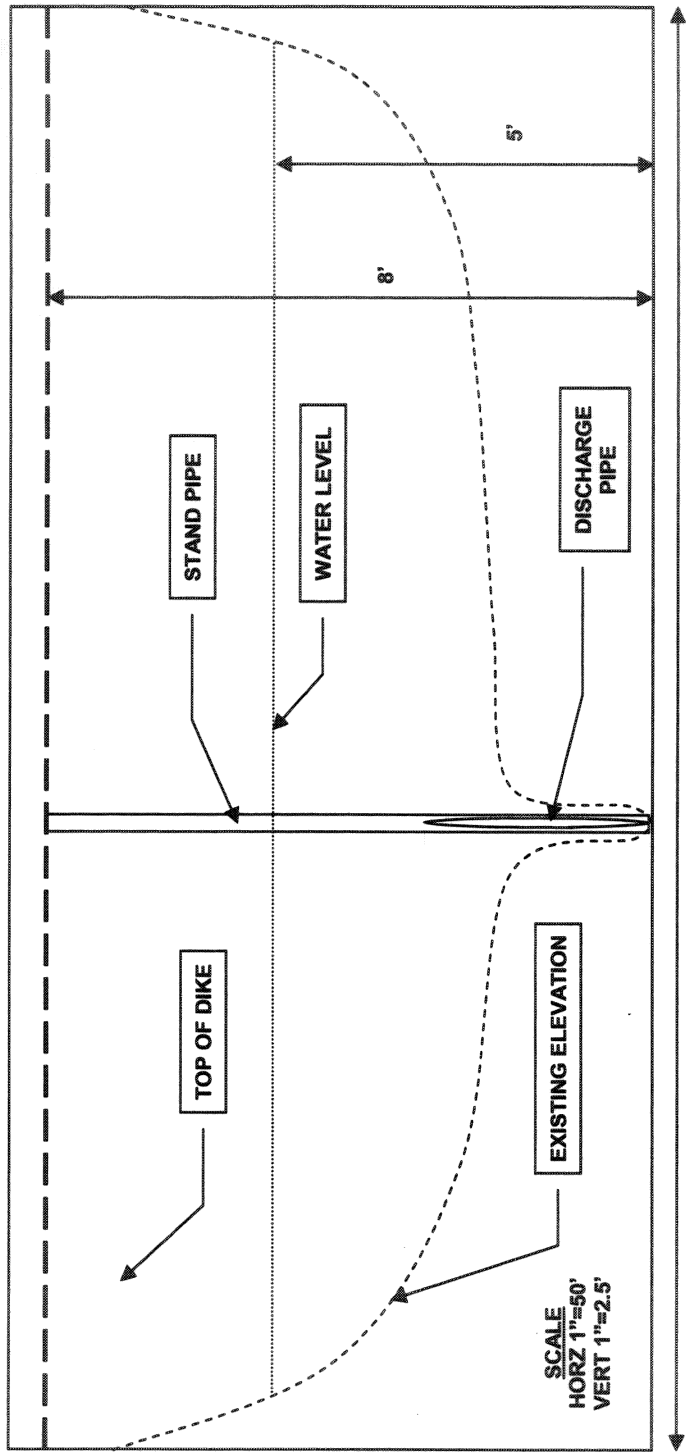 TOP OF DIKE
STAND PIPE
WATER LEVEL
8'
5'
EXISTING ELEVATION
DISCHARGE
PIPE
SCALE
HORZ 1"=50'
VERT 1"=2.5'